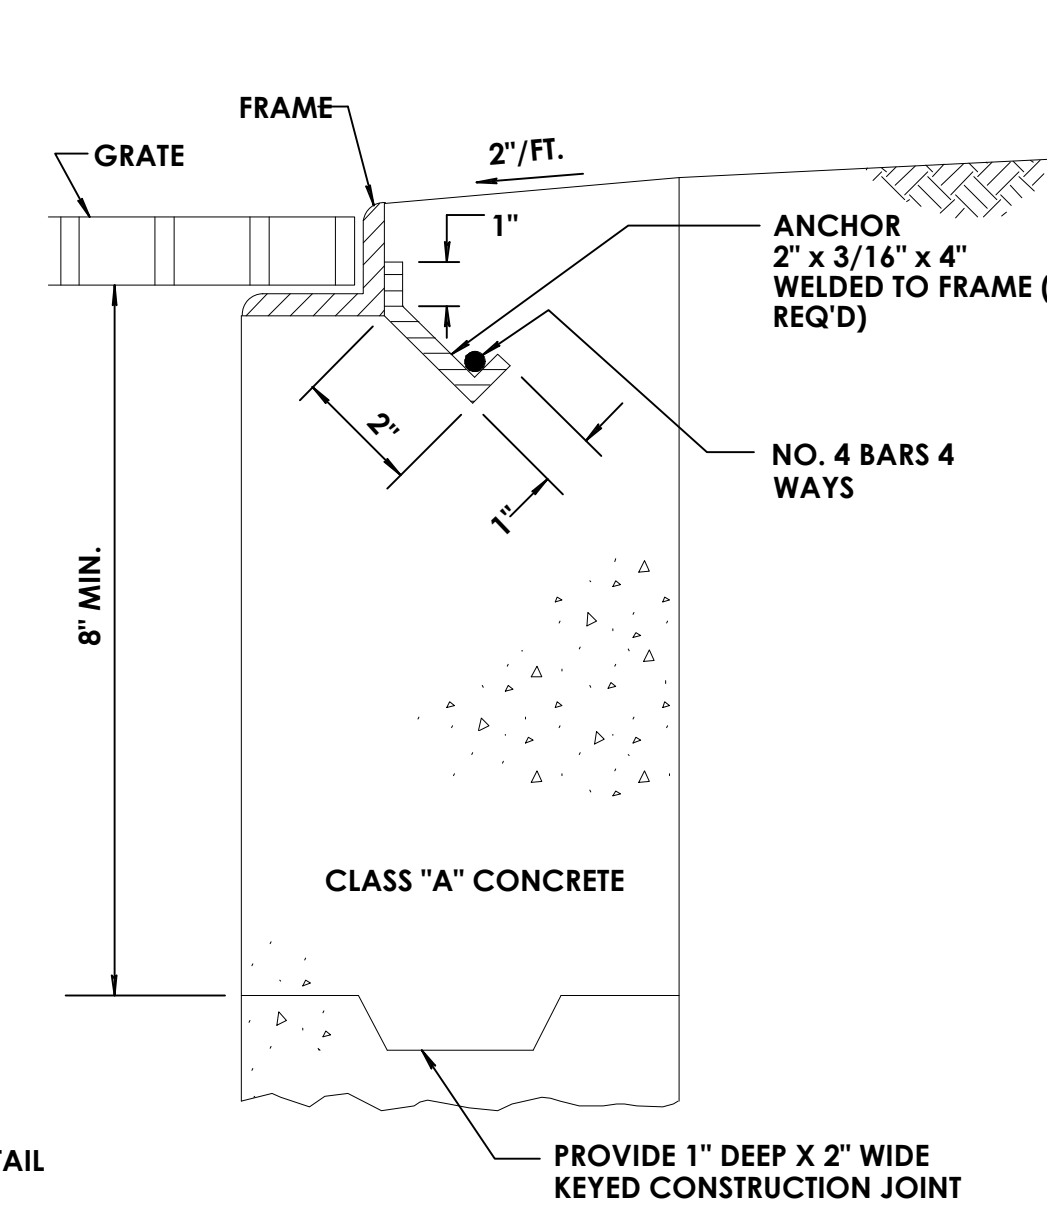 FRAME
GRATE
2"/FT.
1"
ANCHOR
2" x 3/16" x 4"
WELDED TO FRAME (
REQ'D)
2"
NO. 4 BARS 4
WAYS
1"
8" MIN.
CLASS "A" CONCRETE
TAIL
PROVIDE 1" DEEP X 2" WIDE
KEYED CONSTRUCTION JOINT